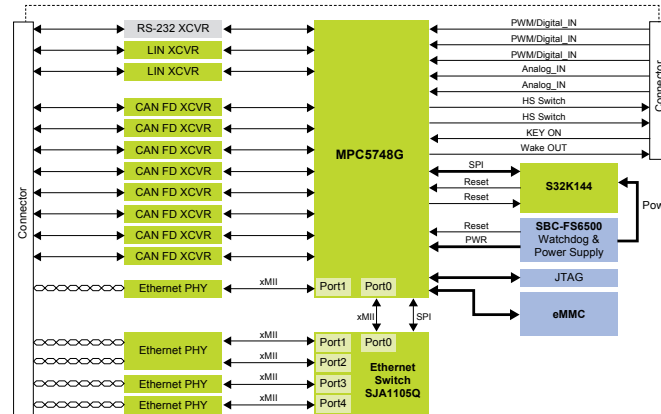 RS-232 XCVR
LIN XCVR
LIN XCVR
CAN FD XCVR
CAN FD XCVR
CAN FD XCVR
CAN FD XCVR
CAN FD XCVR
CAN FD XCVR
CAN FD XCVR
CAN FD XCVR
Ethernet PHY
xMII
Connector
MPC5748G
Port1 Port0
PWM/Digital_IN
PWM/Digital_IN
PWM/Digital_IN
Analog_IN
Analog_IN
HS Switch
HS Switch
KEY ON
Wake OUT
Connector
SPI
Reset
Reset
S32K144
Reset
PWR
SBC-FS6500
Watchdog &
Power Supply
JTAG
eMMC
xMII
SPI
Ethernet PHY
xMII
xMII
Ethernet PHY
xMII
Ethernet PHY
xMII
Port1
Port0
Port2
Port3
Port4
Ethernet
Switch
SJA1105Q